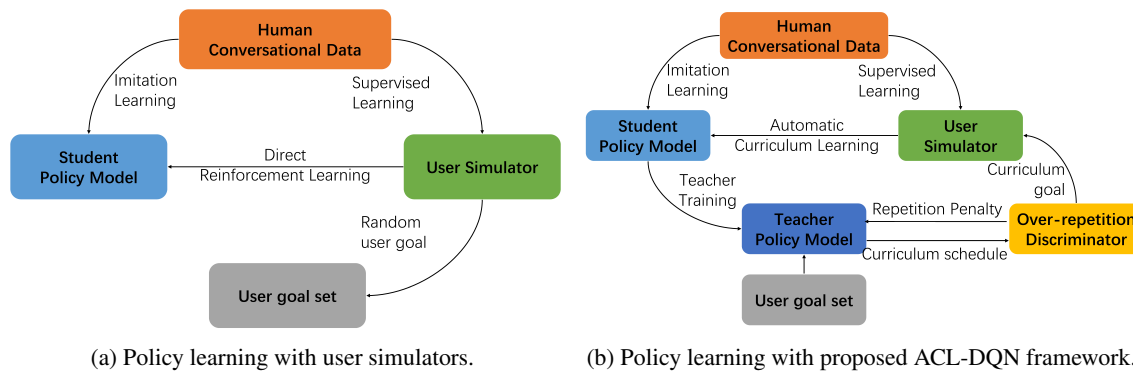 Human
Conversational Data
Imitation
Learning
Supervised
Learning
Student
Policy Model
Direct
Reinforcement Learning
User Simulator
Random
user goal
User goal set
(a) Policy learning with user simulators.
Human
Conversational Data
Imitation
Learning
Supervised
Learning
Student
Policy Model
Automatic
Curriculum Learning
User
Simulator
Curriculum
goal
Teacher
Training
Teacher
Policy Model
Repetition Penalty
Curriculum schedule
Over-repetition
Discriminator
User goal set
(b) Policy learning with proposed ACL-DQN framework.